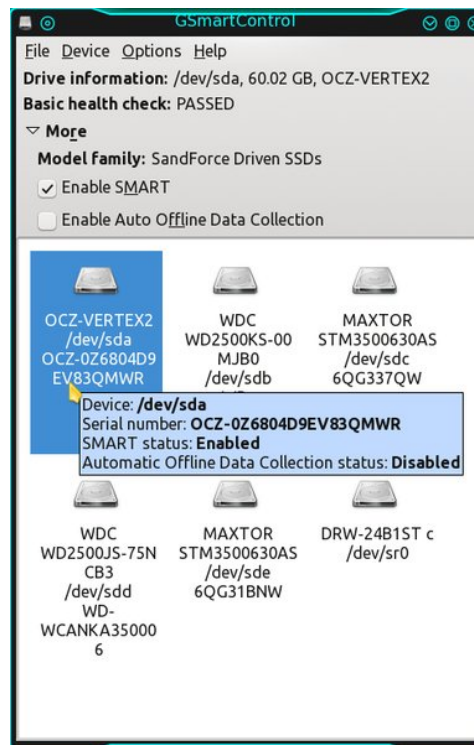 GSmartControl
File Device Options Help
Drive information: /dev/sda, 60.02 GB, OCZ-VERTEX2
Basic health check: PASSED
More
Model family: SandForce Driven SSDs
Enable SMART
Enable Auto Offline Data Collection
OCZ-VERTEX2
/dev/sda
OCZ-0Z6804D9
EV83QMWR
WDC
WD2500KS-00
MJB0
/dev/sdb
MAXTOR
STM3500630AS
/dev/sdc
6QG337QW
Device: /dev/sda
Serial number: OCZ-0Z6804D9EV83QMWR
SMART status: Enabled
Automatic Offline Data Collection status: Disabled
WDC
WD2500JS-75N
CB3
/dev/sdd
WD-
WCANKA35000
6
MAXTOR
STM3500630AS
/dev/sde
6QG31BNW
DRW-24B1ST c
/dev/sr0